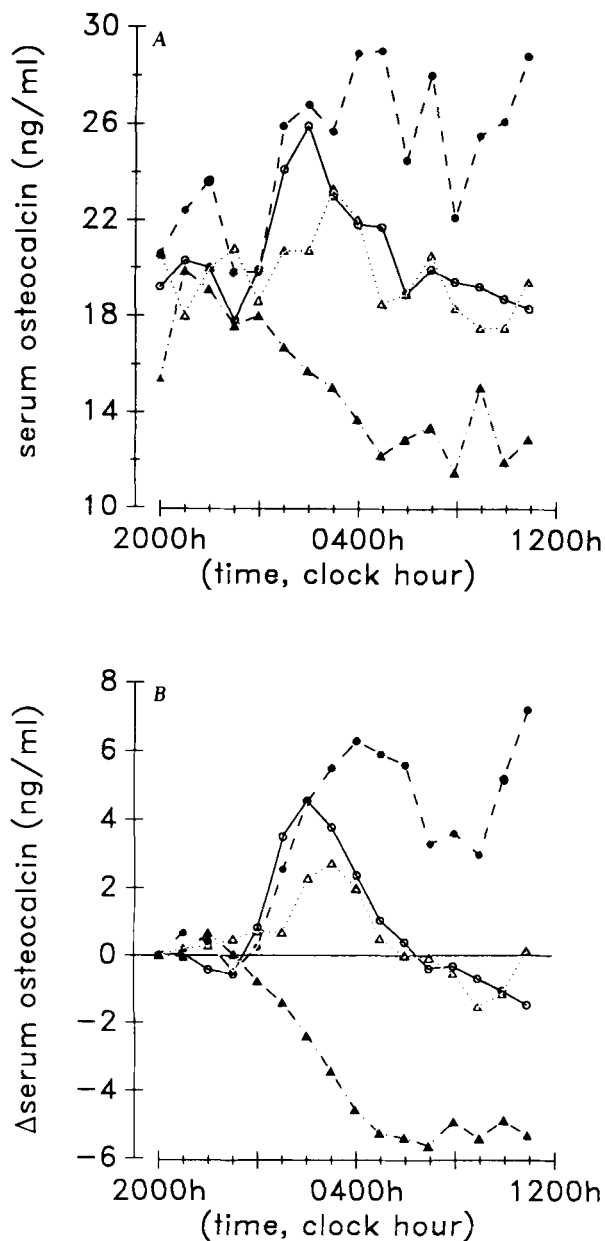 A
serum osteocalcin (ng/ml)
30
26
22
18
14
10
2000h 0400h 1200h
(time, clock hour)
B
Δserum osteocalcin (ng/ml)
8
6
4
2
0
−2
−4
−6
2000h 0400h 1200h
(time, clock hour)